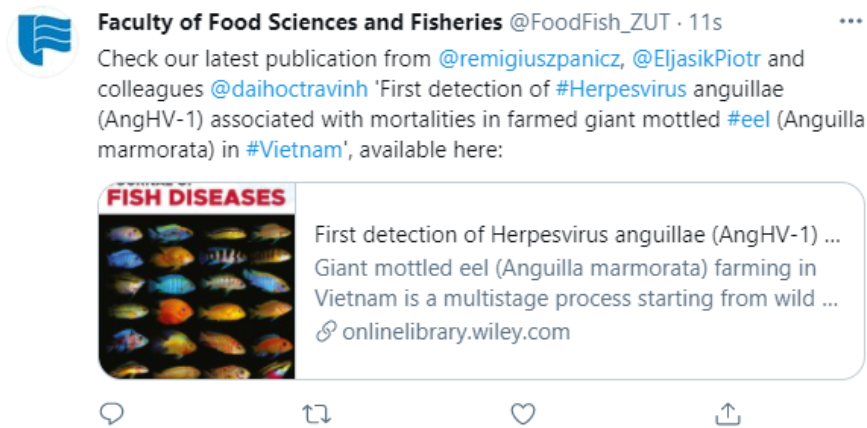 Faculty of Food Sciences and Fisheries @FoodFish_ZUT · 11s
Check our latest publication from @remigiuszpanicz, @EljasikPiotr and
colleagues @daihoctravinh 'First detection of #Herpesvirus anguillae
(AngHV-1) associated with mortalities in farmed giant mottled #eel (Anguilla
marmorata) in #Vietnam', available here:
JOURNAL OF
FISH DISEASES
First detection of Herpesvirus anguillae (AngHV-1) ...
Giant mottled eel (Anguilla marmorata) farming in
Vietnam is a multistage process starting from wild ...
onlinelibrary.wiley.com